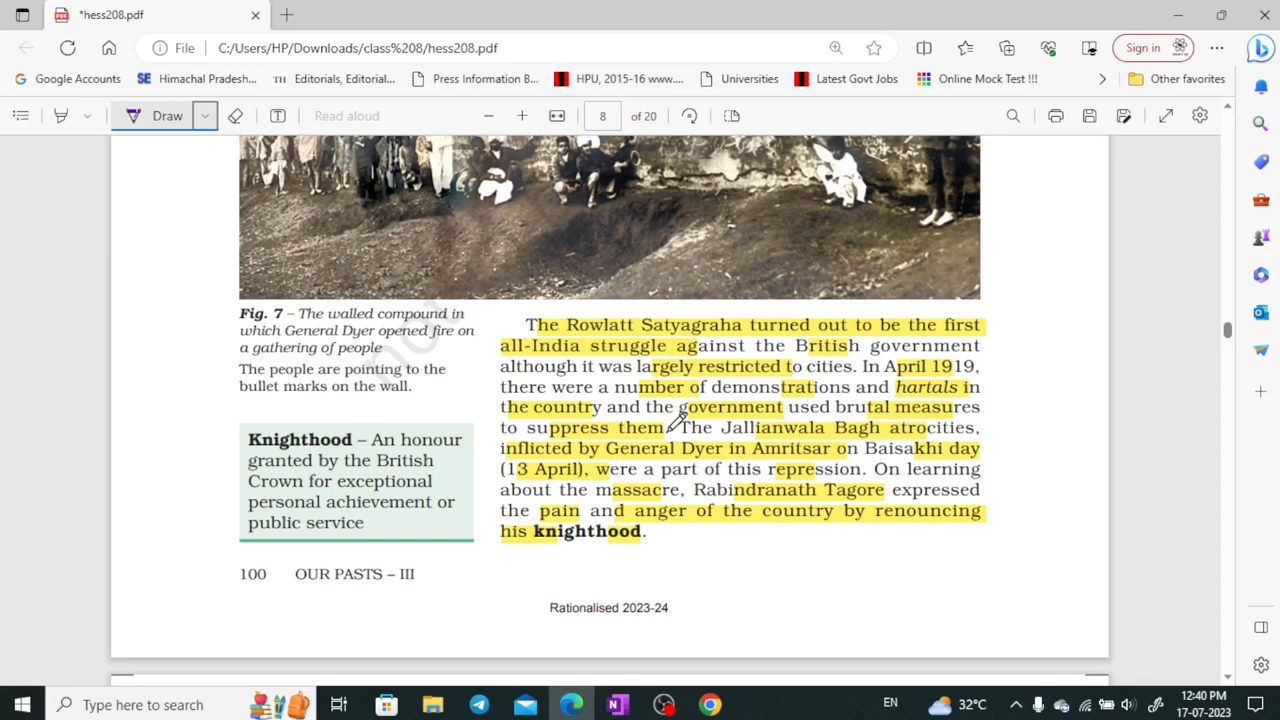 *hess208.pdf
File C:/Users/HP/Downloads/class%208/hess208.pdf
Sign in
Google Accounts
SE Himachal Pradesh...
TH Editorials, Editorial...
Press Information B...
HPU, 2015-16 www....
Universities
Latest Govt Jobs
Online Mock Test !!!
Other favorites
Draw
Read aloud
8 of 20
not
Fig. 7 – The walled compound in
which General Dyer opened fire on
a gathering of people
The people are pointing to the
bullet marks on the wall.
Knighthood – An honour
granted by the British
Crown for exceptional
personal achievement or
public service
The Rowlatt Satyagraha turned out to be the first
all-India struggle against the British government
although it was largely restricted to cities. In April 1919,
there were a number of demonstrations and hartals in
the country and the government used brutal measures
to suppress them. The Jallianwala Bagh atrocities,
inflicted by General Dyer in Amritsar on Baisakhi day
(13 April), were a part of this repression. On learning
about the massacre, Rabindranath Tagore expressed
the pain and anger of the country by renouncing
his knighthood.
100 OUR PASTS – III
Rationalised 2023-24
Type here to search
EN
32°C
12:40 PM
17-07-2023